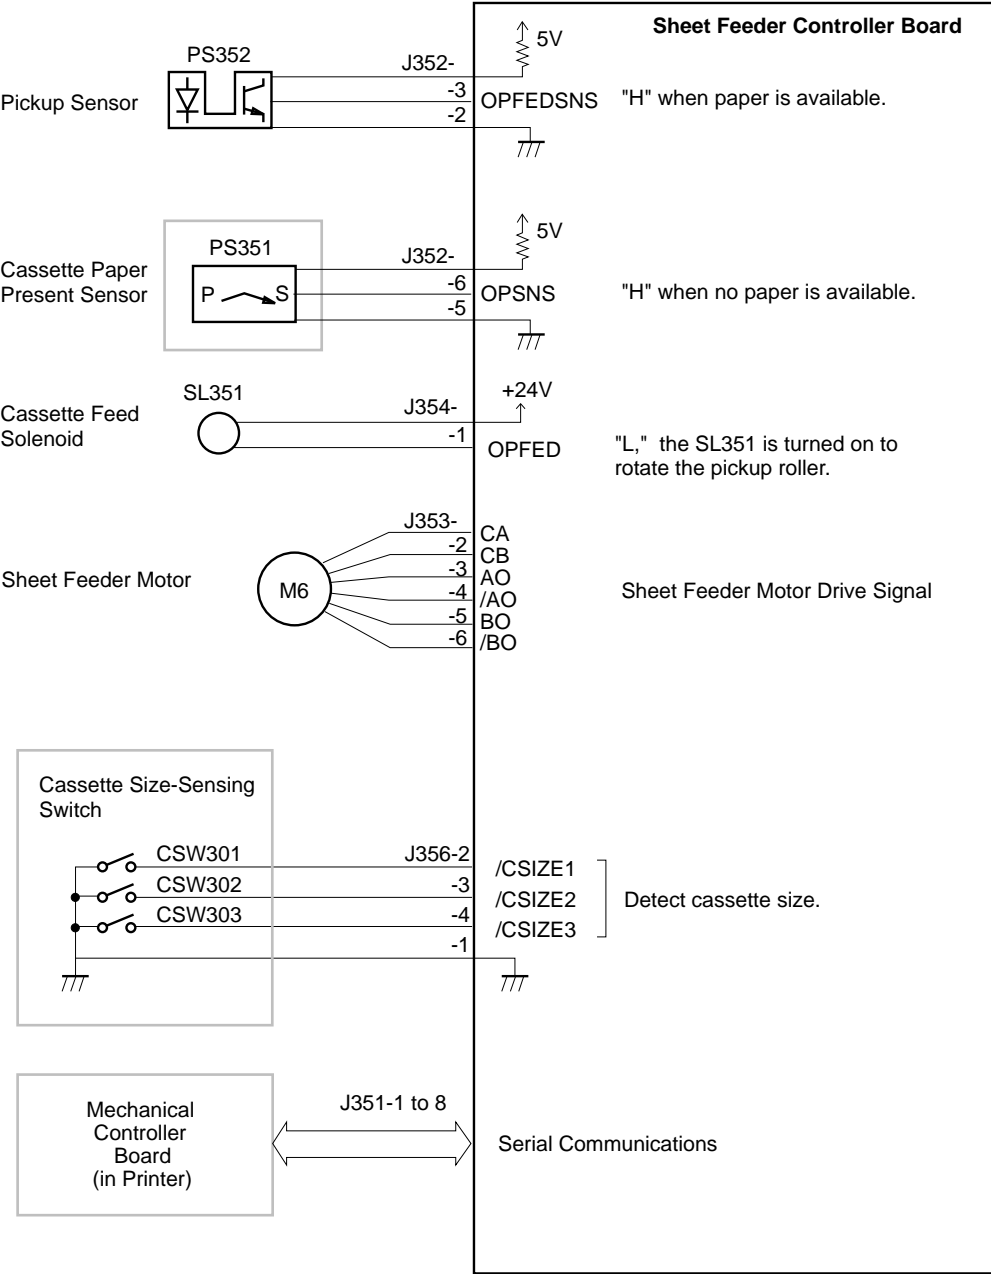 Sheet Feeder Controller Board
PS352
J352-
5V
Pickup Sensor
-3
OPFEDSNS
"H" when paper is available.
-2
PS351
J352-
5V
Cassette Paper
Present Sensor
P
S
-6
OPSNS
"H" when no paper is available.
-5
SL351
+24V
Cassette Feed
Solenoid
J354-
-1
OPFED
"L," the SL351 is turned on to
rotate the pickup roller.
J353-
CA
-2
CB
-3
AO
Sheet Feeder Motor
M6
-4
/AO
Sheet Feeder Motor Drive Signal
-5
BO
-6
/BO
Cassette Size-Sensing
Switch
CSW301
J356-2
/CSIZE1
CSW302
-3
/CSIZE2
Detect cassette size.
CSW303
-4
/CSIZE3
-1
Mechanical
Controller
Board
(in Printer)
J351-1 to 8
Serial Communications